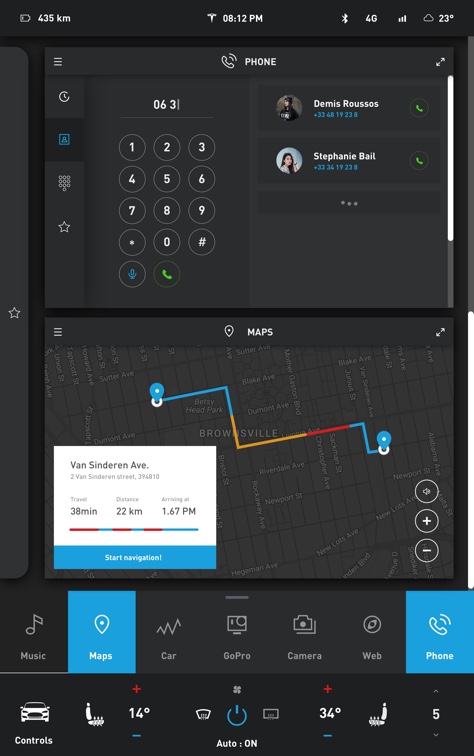 435 km
08:12 PM
4G
23°
PHONE
06 3
1 2 3
4 5 6
7 8 9
* 0 #
Demis Roussos
+33 48 19 23 8
Stephanie Bail
+33 34 19 23 8
MAPS
Sutter Ave
Sutter Ave
Blake Ave
Blake Ave
Betsy
Head Park
Dumont Ave
Dumont Ave
BROWNSVILLE
Riverdale Ave
Newport St
Newport St
New Lots Ave
New Lots Ave
Hegeman Ave
Van Sinderen Ave.
2 Van Sinderen street, 394810
Travel Distance Arriving at
38min 22 km 1.67 PM
Start navigation!
Music Maps Car GoPro Camera Web Phone
Controls
+ 14° −
Auto : ON
+ 34° −
5